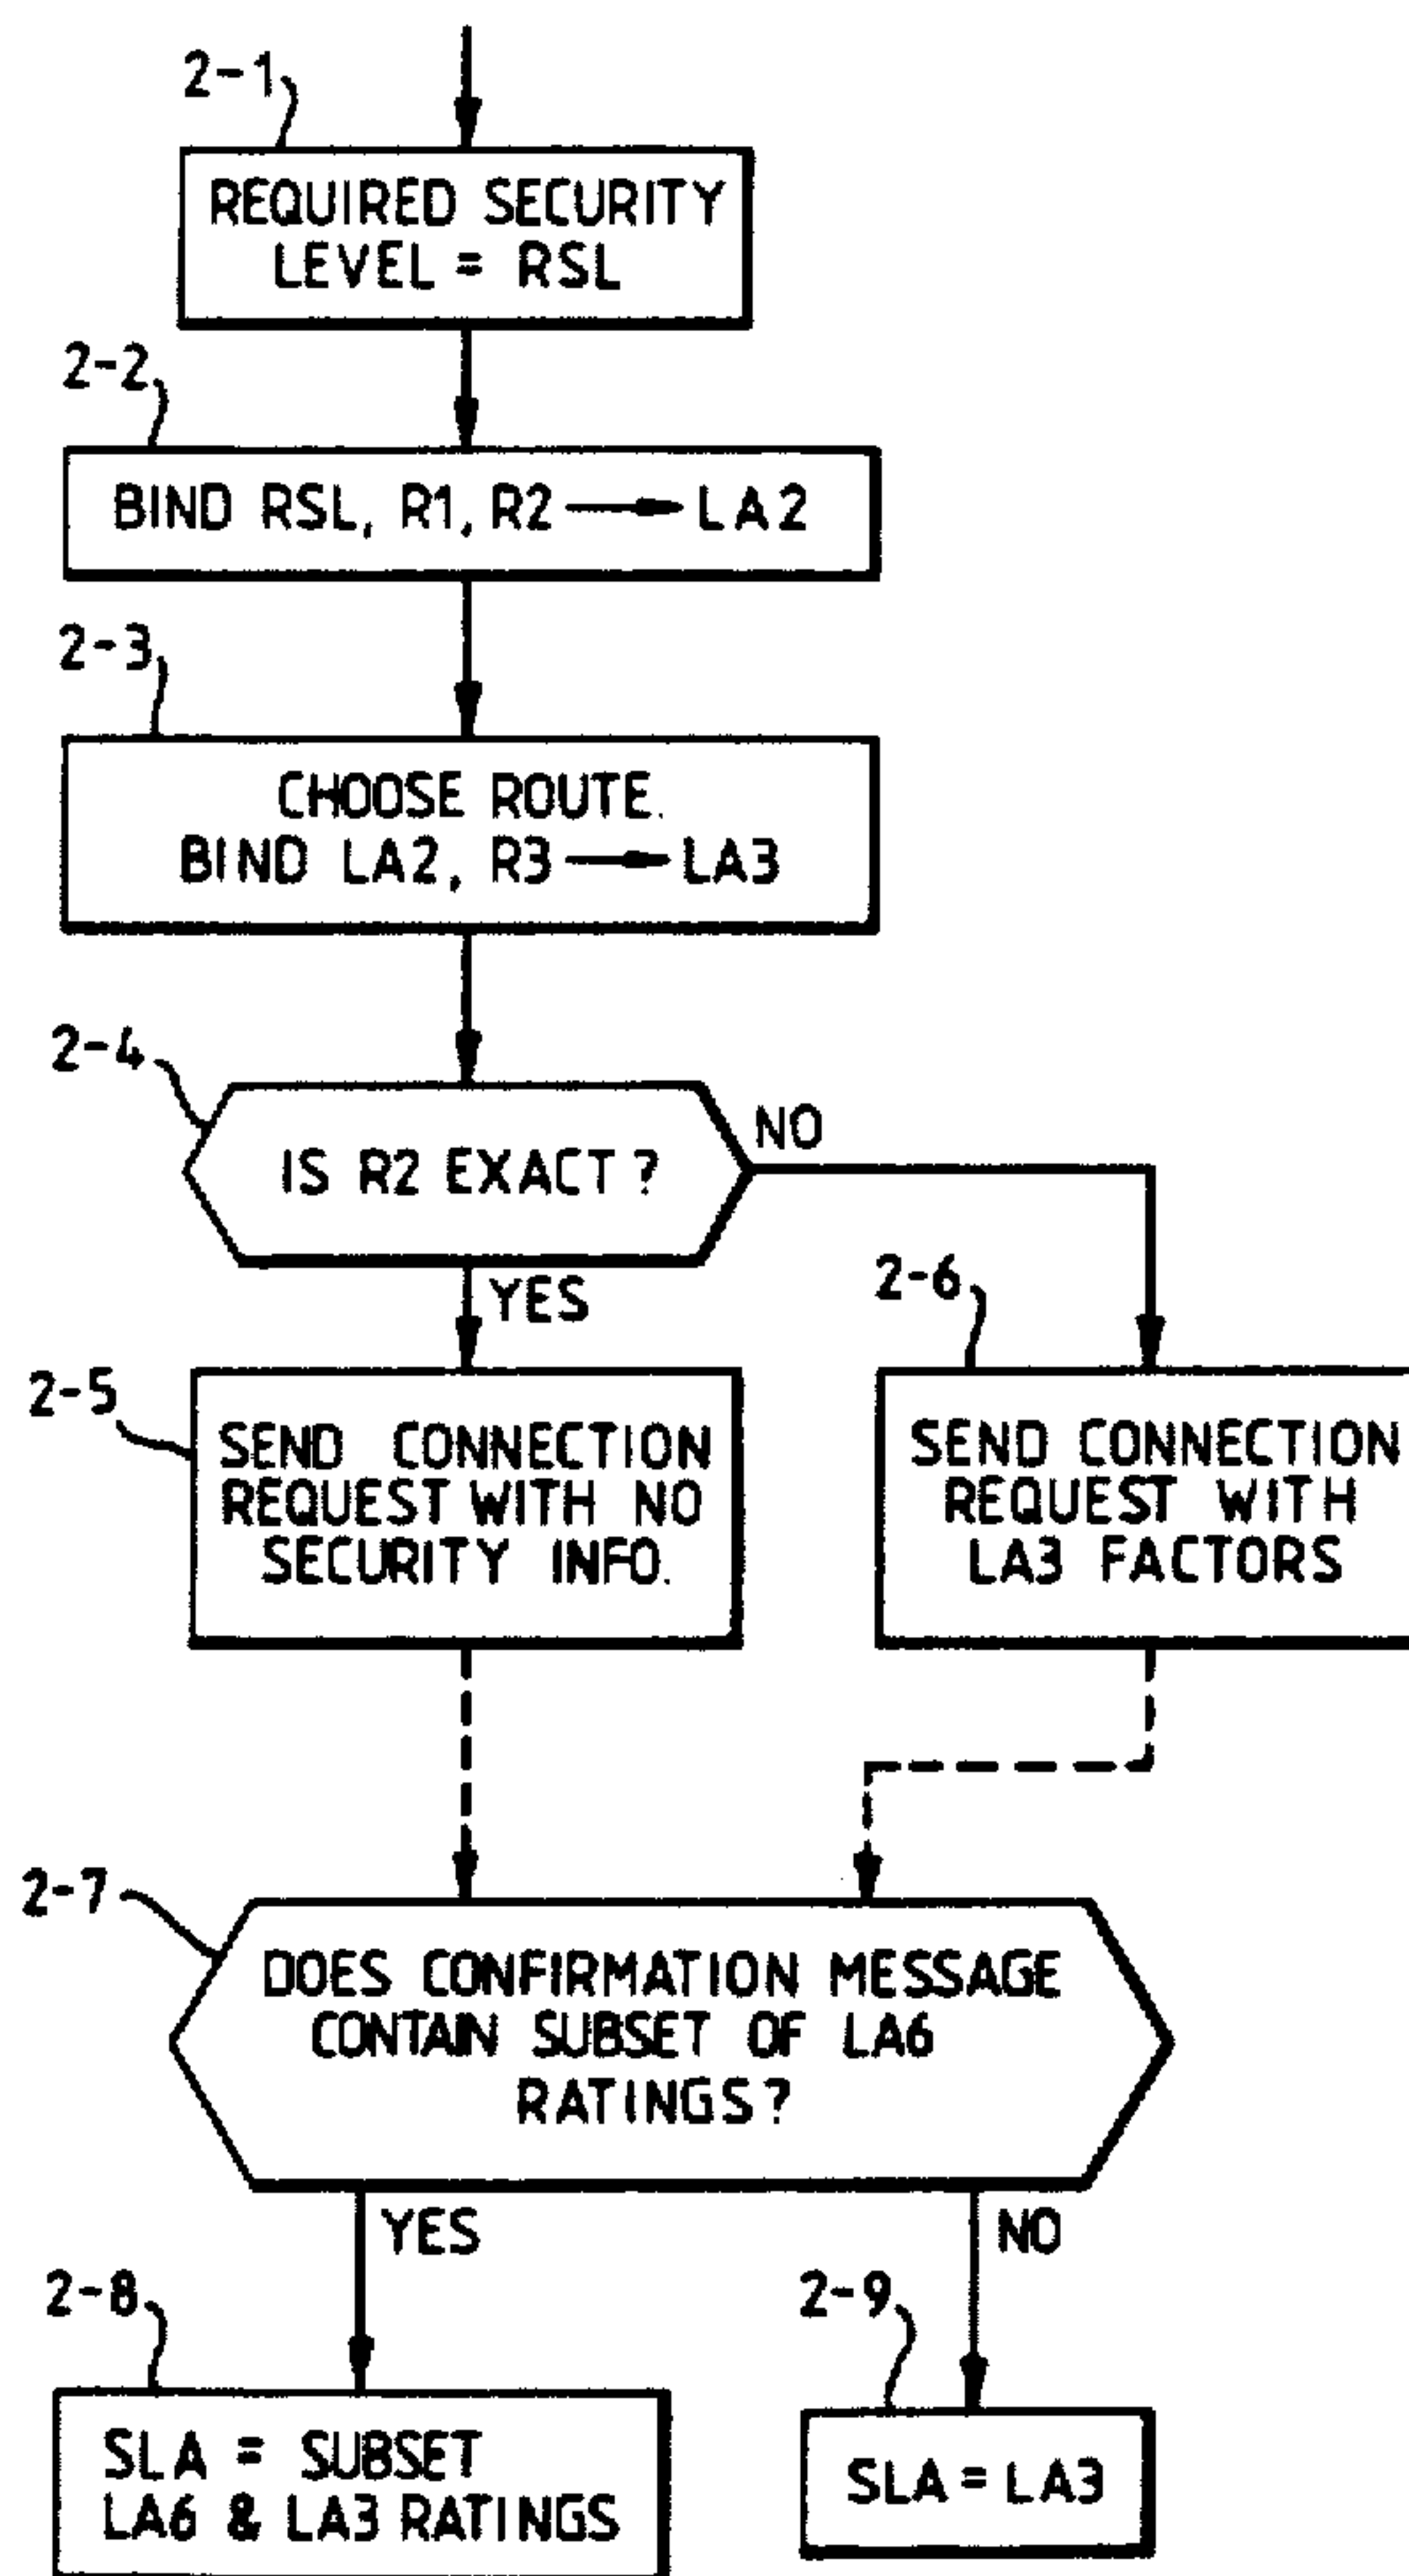 2-1
REQUIRED SECURITY
LEVEL = RSL
2-2
BIND RSL, R1, R2 → LA2
2-3
CHOOSE ROUTE.
BIND LA2, R3 → LA3
2-4
IS R2 EXACT?
NO
YES
2-5
SEND CONNECTION
REQUEST WITH NO
SECURITY INFO.
2-6
SEND CONNECTION
REQUEST WITH
LA3 FACTORS
2-7
DOES CONFIRMATION MESSAGE
CONTAIN SUBSET OF LA6
RATINGS?
YES
NO
2-8
SLA = SUBSET
LA6 & LA3 RATINGS
2-9
SLA = LA3